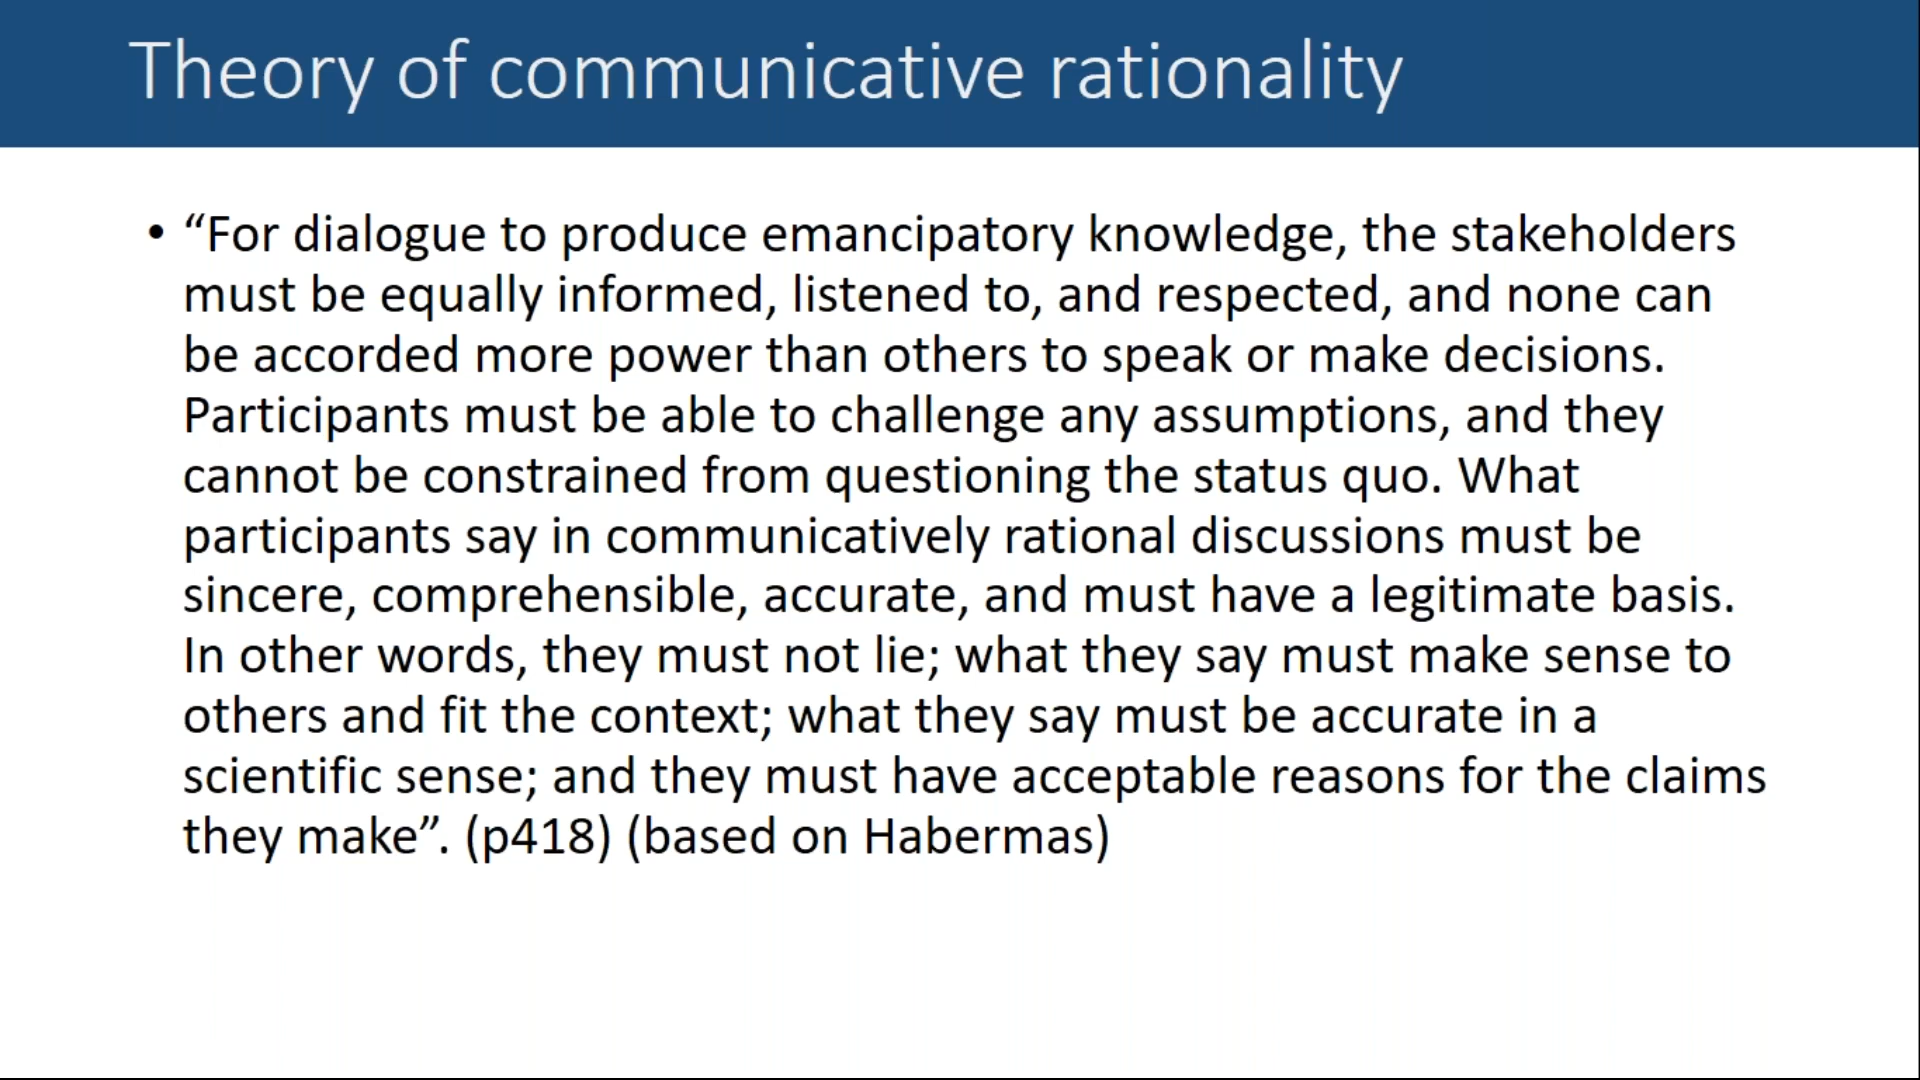 Theory of communicative rationality
• “For dialogue to produce emancipatory knowledge, the stakeholders
must be equally informed, listened to, and respected, and none can
be accorded more power than others to speak or make decisions.
Participants must be able to challenge any assumptions, and they
cannot be constrained from questioning the status quo. What
participants say in communicatively rational discussions must be
sincere, comprehensible, accurate, and must have a legitimate basis.
In other words, they must not lie; what they say must make sense to
others and fit the context; what they say must be accurate in a
scientific sense; and they must have acceptable reasons for the claims
they make”. (p418) (based on Habermas)